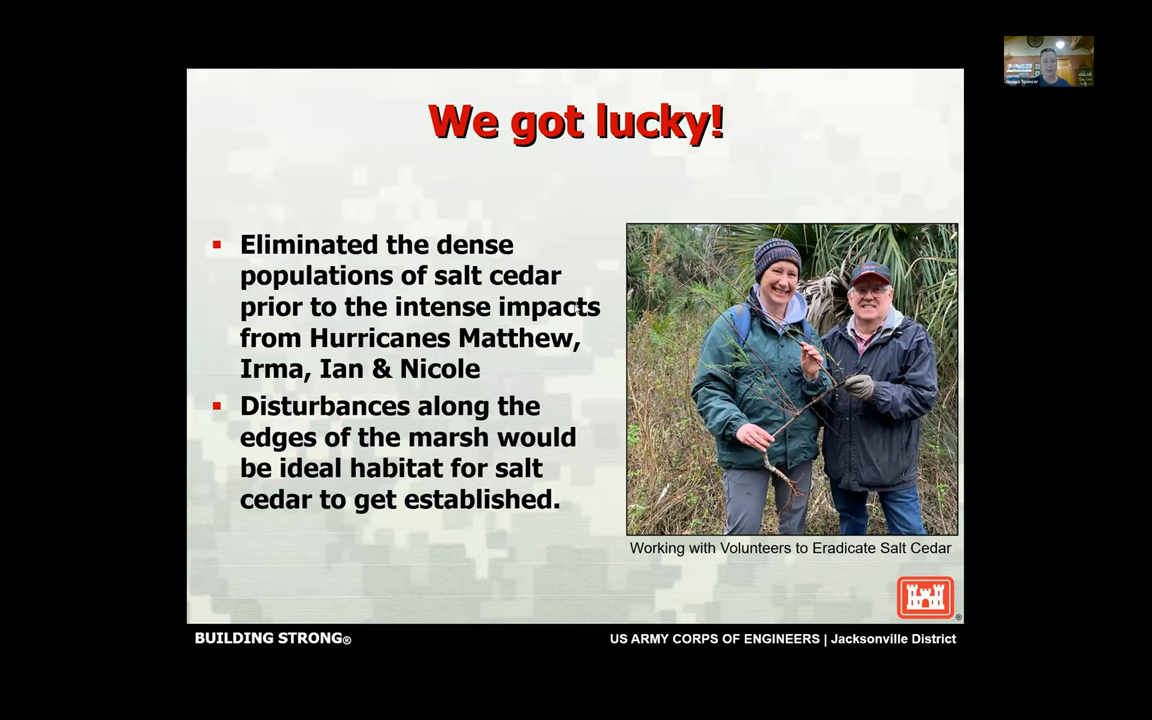 Jessica Spencer
We got lucky!
Eliminated the dense
populations of salt cedar
prior to the intense impacts
from Hurricanes Matthew,
Irma, Ian & Nicole
Disturbances along the
edges of the marsh would
be ideal habitat for salt
cedar to get established.
Working with Volunteers to Eradicate Salt Cedar
BUILDING STRONG®
US ARMY CORPS OF ENGINEERS | Jacksonville District